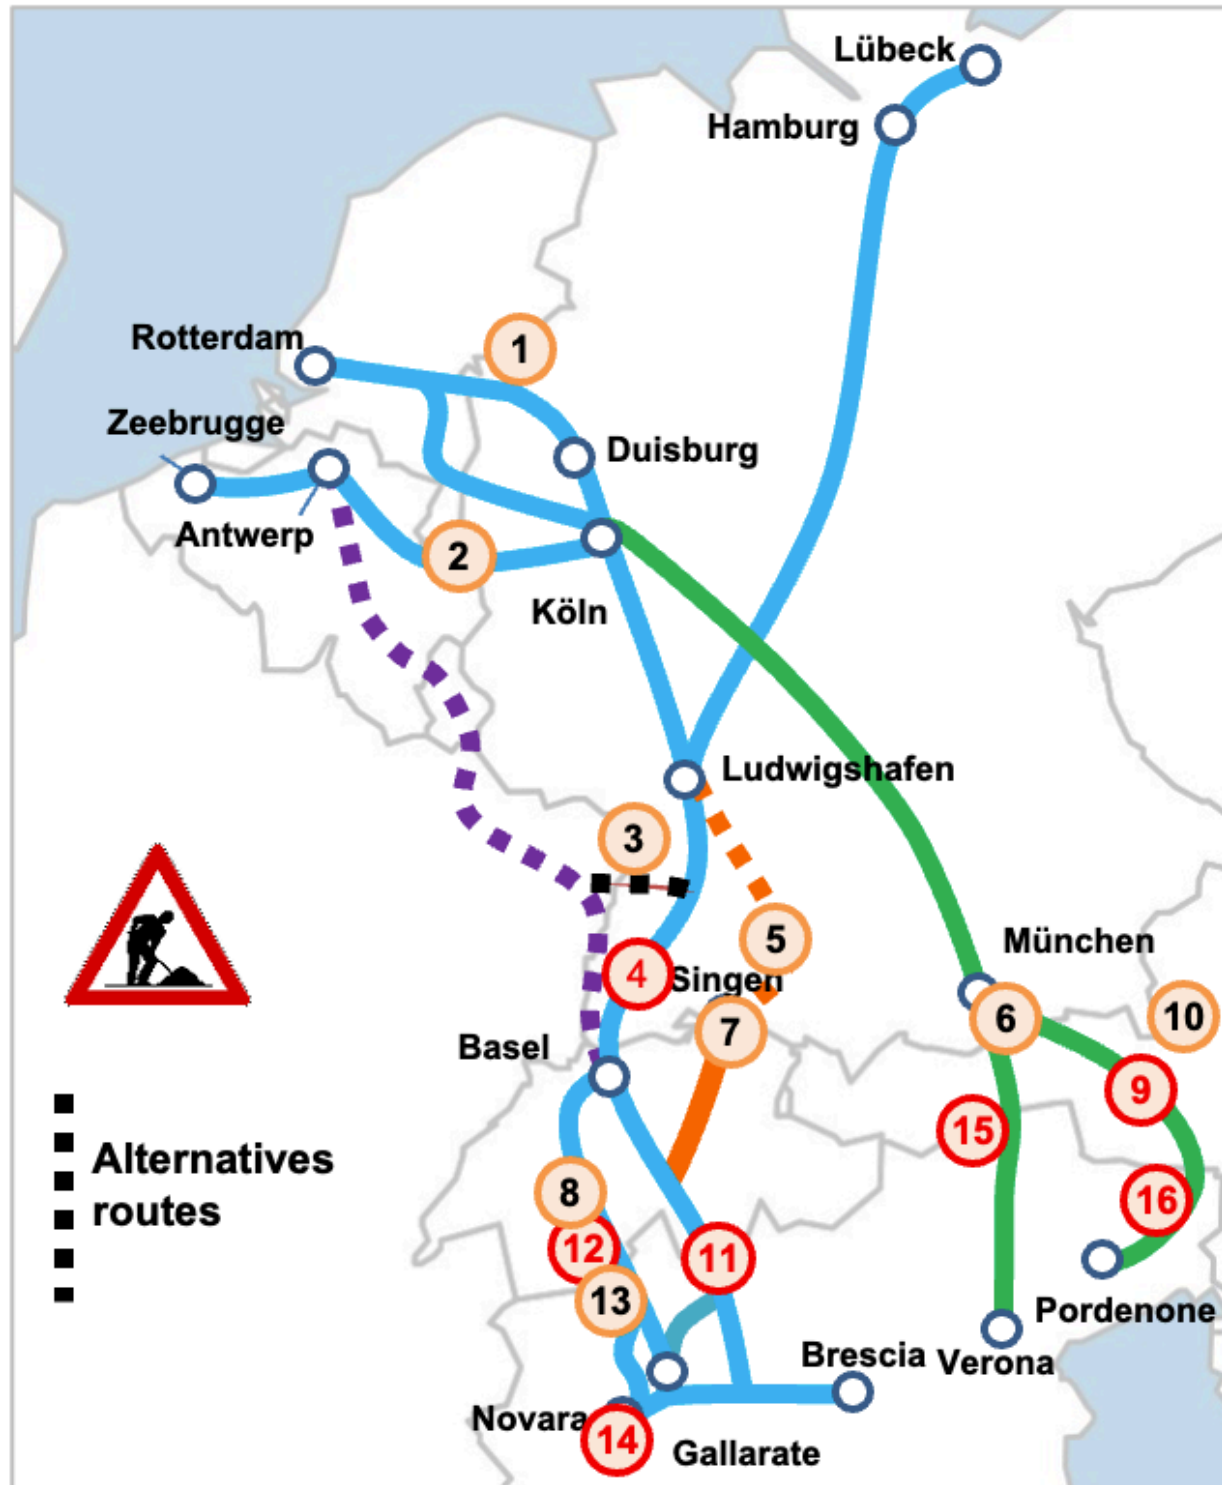 Lübeck
Hamburg
Rotterdam
1
Zeebrugge
Duisburg
Antwerp
2
Köln
Ludwigshafen
3
5
München
4
Singen
6
10
7
Basel
9
15
Alternatives
routes
8
16
12
11
13
Pordenone
Brescia
Verona
Novara
14
Gallarate